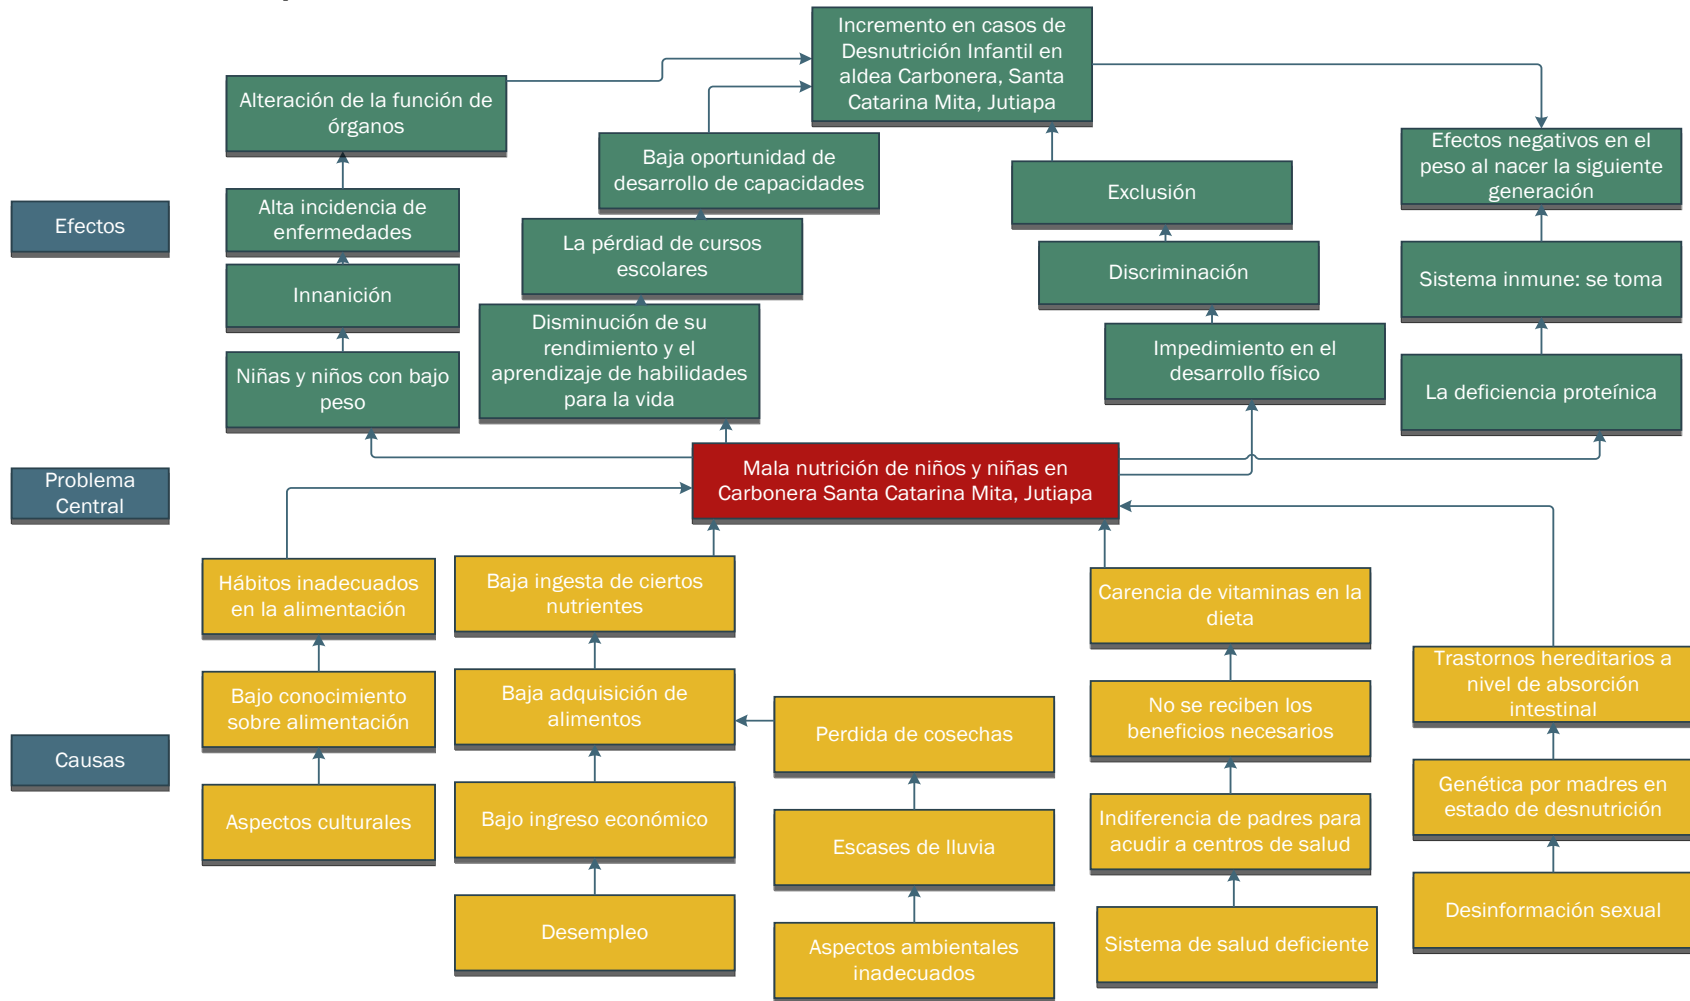 Incremento en casos de
Desnutrición Infantil en
aldea Carbonera, Santa
Catarina Mita, Jutiapa
Alteración de la función de
órganos
Baja oportunidad de
desarrollo de capacidades
Exclusión
Efectos negativos en el
peso al nacer la siguiente
generación
Efectos
Alta incidencia de
enfermedades
La pérdiad de cursos
escolares
Discriminación
Sistema inmune: se toma
Innanición
Disminución de su
rendimiento y el
aprendizaje de habilidades
para la vida
Impedimiento en el
desarrollo físico
Niñas y niños con bajo
peso
La deficiencia proteínica
Problema
Central
Mala nutrición de niños y niñas en
Carbonera Santa Catarina Mita, Jutiapa
Hábitos inadecuados
en la alimentación
Baja ingesta de ciertos
nutrientes
Carencia de vitaminas en la
dieta
Trastornos hereditarios a
nivel de absorción
intestinal
Bajo conocimiento
sobre alimentación
Baja adquisición de
alimentos
Perdida de cosechas
No se reciben los
beneficios necesarios
Causas
Genética por madres en
estado de desnutrición
Aspectos culturales
Bajo ingreso económico
Escases de lluvia
Indiferencia de padres para
acudir a centros de salud
Desempleo
Aspectos ambientales
inadecuados
Sistema de salud deficiente
Desinformación sexual